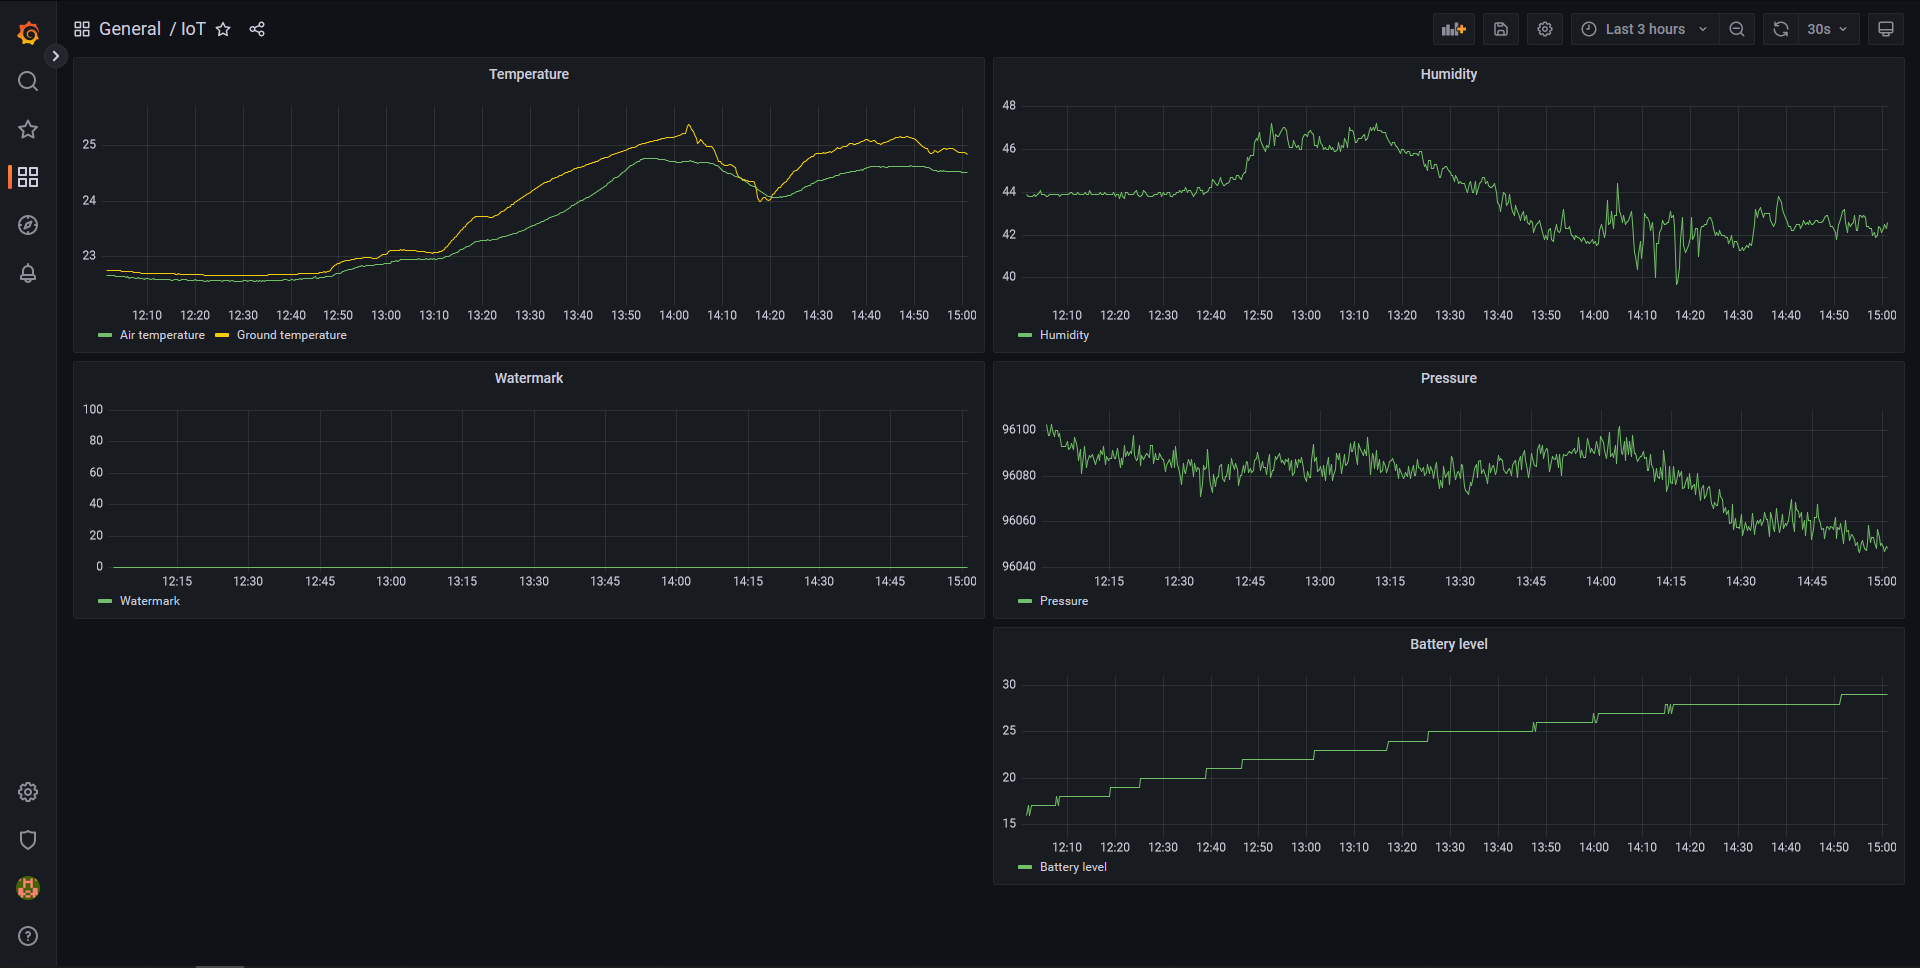 General / IoT
Last 3 hours
30s
Temperature
25
24
23
12:10 12:20 12:30 12:40 12:50 13:00 13:10 13:20 13:30 13:40 13:50 14:00 14:10 14:20 14:30 14:40 14:50 15:00
Air temperature Ground temperature
Humidity
48
46
44
42
40
12:10 12:20 12:30 12:40 12:50 13:00 13:10 13:20 13:30 13:40 13:50 14:00 14:10 14:20 14:30 14:40 14:50 15:00
Humidity
Watermark
100
80
60
40
20
0
12:15 12:30 12:45 13:00 13:15 13:30 13:45 14:00 14:15 14:30 14:45 15:00
Watermark
Pressure
96100
96080
96060
96040
12:15 12:30 12:45 13:00 13:15 13:30 13:45 14:00 14:15 14:30 14:45 15:00
Pressure
Battery level
30
25
20
15
12:10 12:20 12:30 12:40 12:50 13:00 13:10 13:20 13:30 13:40 13:50 14:00 14:10 14:20 14:30 14:40 14:50 15:00
Battery level